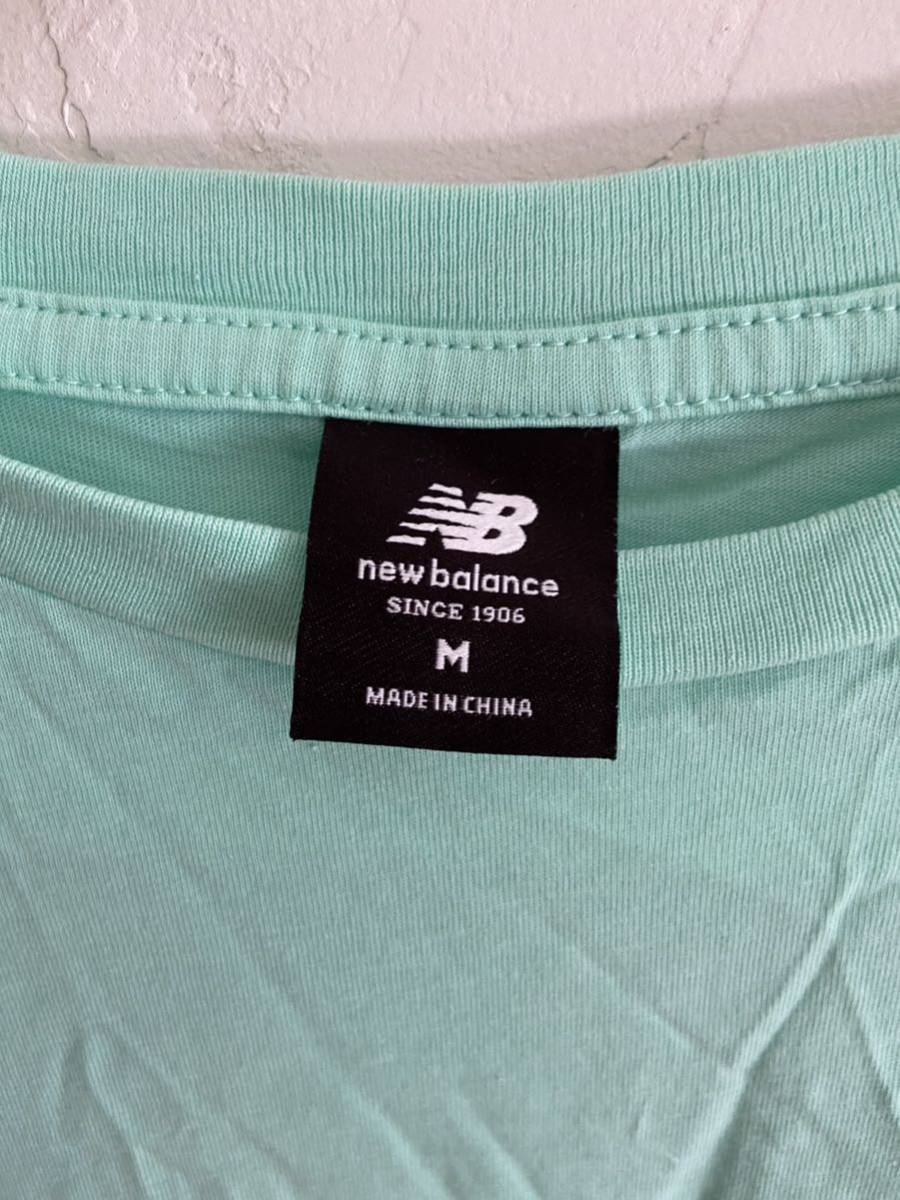 NB
new balance
SINCE 1906
M
MADE IN CHINA